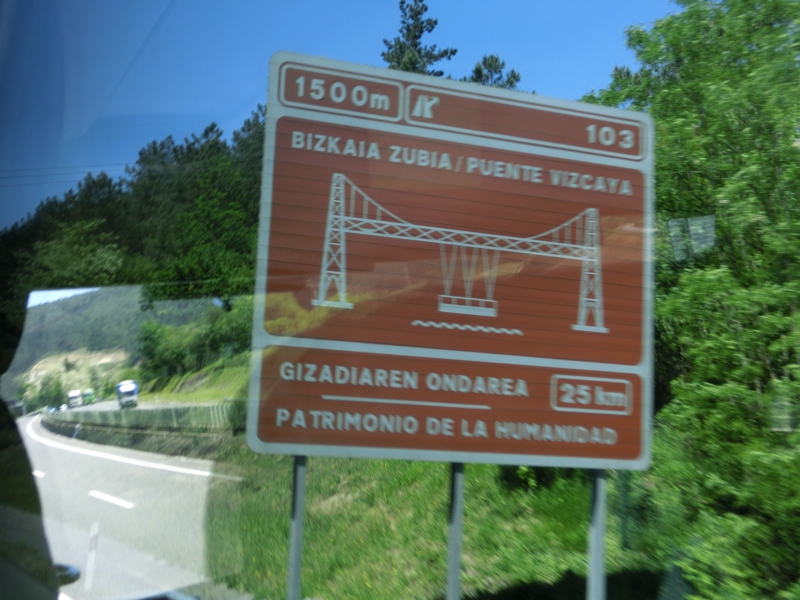 1500m 103
BIZKAIA ZUBIA/PUENTE VIZCAYA
GIZADIAREN ONDAREA 25 km
PATRIMONIO DE LA HUMANIDAD